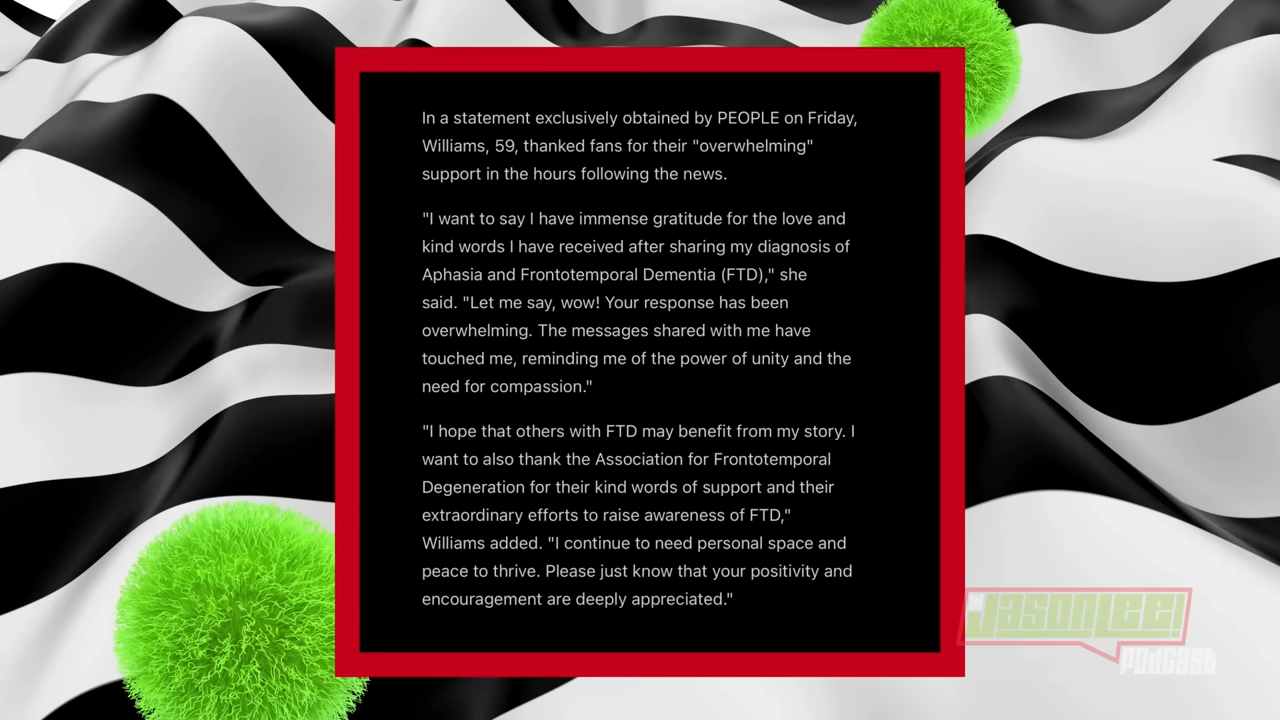 In a statement exclusively obtained by PEOPLE on Friday,
Williams, 59, thanked fans for their "overwhelming"
support in the hours following the news.
"I want to say I have immense gratitude for the love and
kind words I have received after sharing my diagnosis of
Aphasia and Frontotemporal Dementia (FTD)," she
said. "Let me say, wow! Your response has been
overwhelming. The messages shared with me have
touched me, reminding me of the power of unity and the
need for compassion."
"I hope that others with FTD may benefit from my story. I
want to also thank the Association for Frontotemporal
Degeneration for their kind words of support and their
extraordinary efforts to raise awareness of FTD,"
Williams added. "I continue to need personal space and
peace to thrive. Please just know that your positivity and
encouragement are deeply appreciated."
JASONLEE!
PODCAST